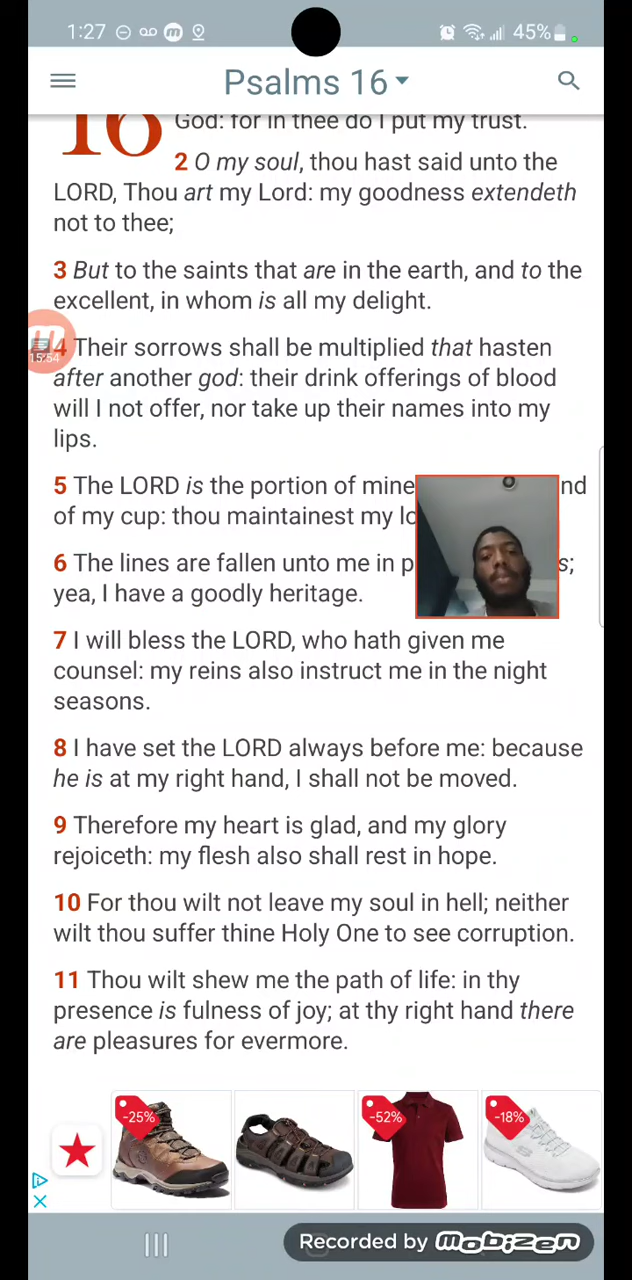 1:27
45%
Psalms 16
16 God: for in thee do I put my trust.
2 O my soul, thou hast said unto the
LORD, Thou art my Lord: my goodness extendeth
not to thee;
3 But to the saints that are in the earth, and to the
excellent, in whom is all my delight.
4 Their sorrows shall be multiplied that hasten
15:54
after another god: their drink offerings of blood
will I not offer, nor take up their names into my
lips.
5 The LORD is the portion of mine nd
of my cup: thou maintainest my lo
6 The lines are fallen unto me in p s;
yea, I have a goodly heritage.
7 I will bless the LORD, who hath given me
counsel: my reins also instruct me in the night
seasons.
8 I have set the LORD always before me: because
he is at my right hand, I shall not be moved.
9 Therefore my heart is glad, and my glory
rejoiceth: my flesh also shall rest in hope.
10 For thou wilt not leave my soul in hell; neither
wilt thou suffer thine Holy One to see corruption.
11 Thou wilt shew me the path of life: in thy
presence is fulness of joy; at thy right hand there
are pleasures for evermore.
-25% -52% -18%
Recorded by mobizen